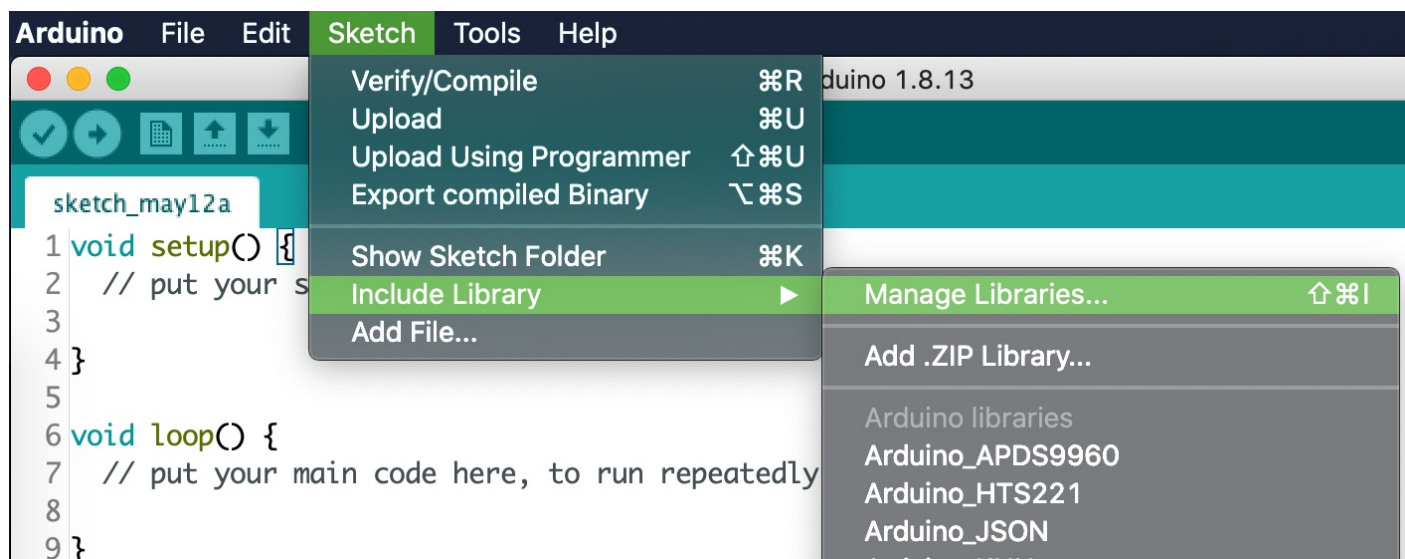 Arduino File Edit Sketch Tools Help
duino 1.8.13
Verify/Compile ⌘R
Upload ⌘U
Upload Using Programmer ⇧⌘U
Export compiled Binary ⌥⌘S
Show Sketch Folder ⌘K
Include Library ▶
Add File...
Manage Libraries... ⇧⌘I
Add .ZIP Library...
Arduino libraries
Arduino_APDS9960
Arduino_HTS221
Arduino_JSON
sketch_may12a
1 void setup() {
2 // put your s
3
4 }
5
6 void loop() {
7 // put your main code here, to run repeatedly
8
9 }